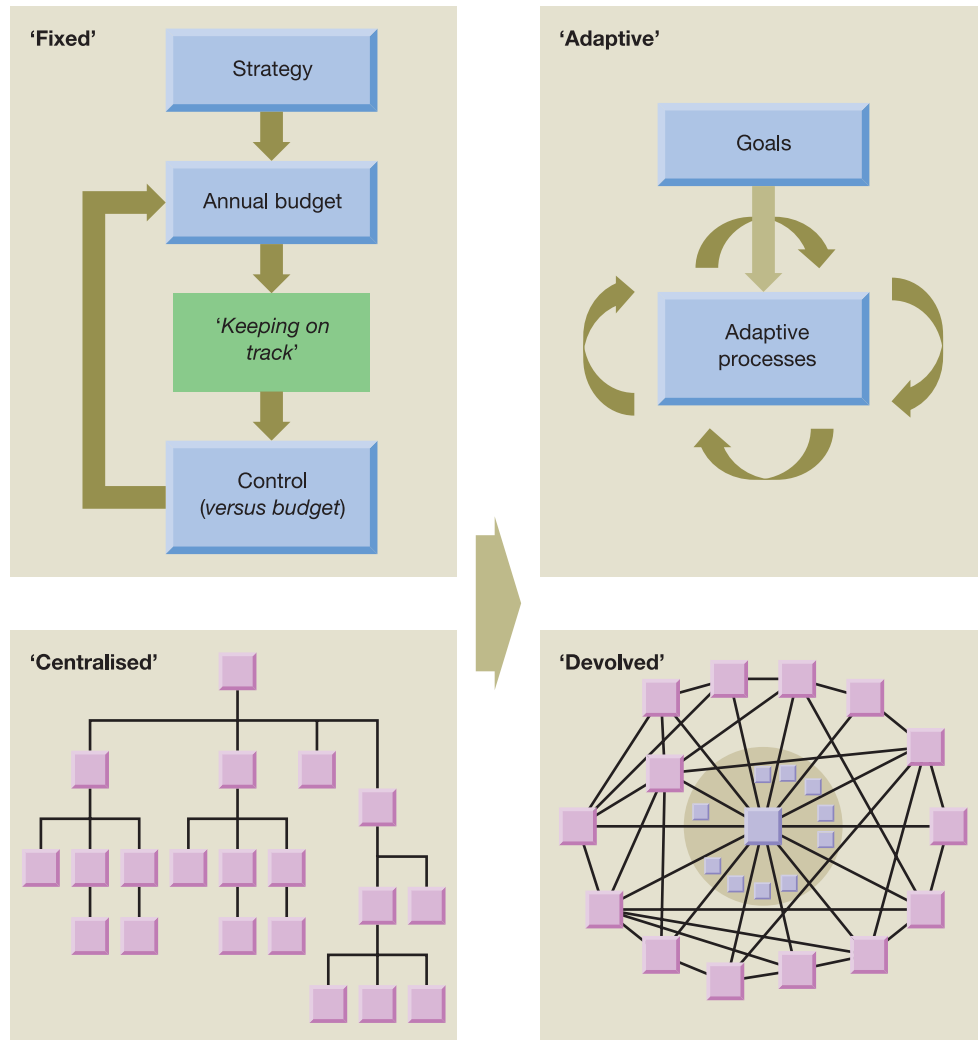 ‘Fixed’
Strategy
Annual budget
‘Keeping on
track’
Control
(versus budget)
‘Adaptive’
Goals
Adaptive
processes
‘Centralised’
‘Devolved’